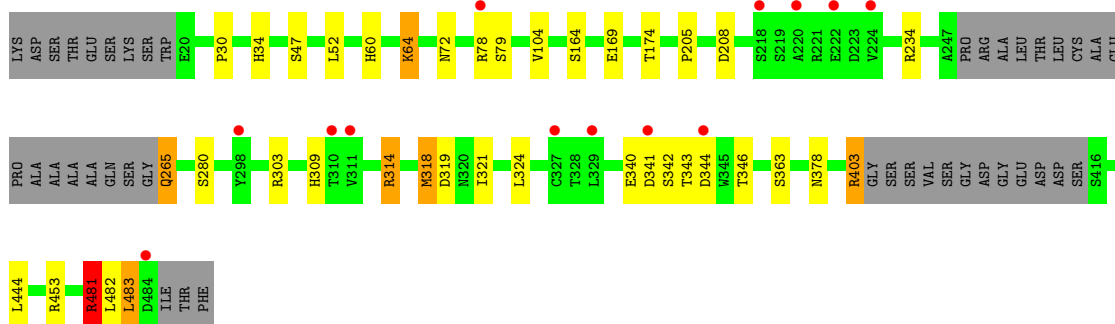 LYS ASP SER THR GLU SER LYS SER TRP E20 P30 H34 S47 L52 H60 K64 N72 R78 S79 V104 S164 E169 T174 P205 D208 S218 S219 A220 R221 E222 D223 V224 R234 A247 PRO ARG ALA LEU THR LEU CYS ALA GLU
PRO ALA ALA ALA ALA GLN SER GLY Q265 S280 Y298 R303 H309 T310 V311 R314 M318 D319 N320 I321 L324 C327 T328 L329 E340 D341 S342 T343 D344 W345 T346 S363 N378 R403 GLY SER SER VAL SER GLY ASP GLY GLU ASP ASP SER S416
L444 R453 R481 L482 L483 D484 ILE THR PHE